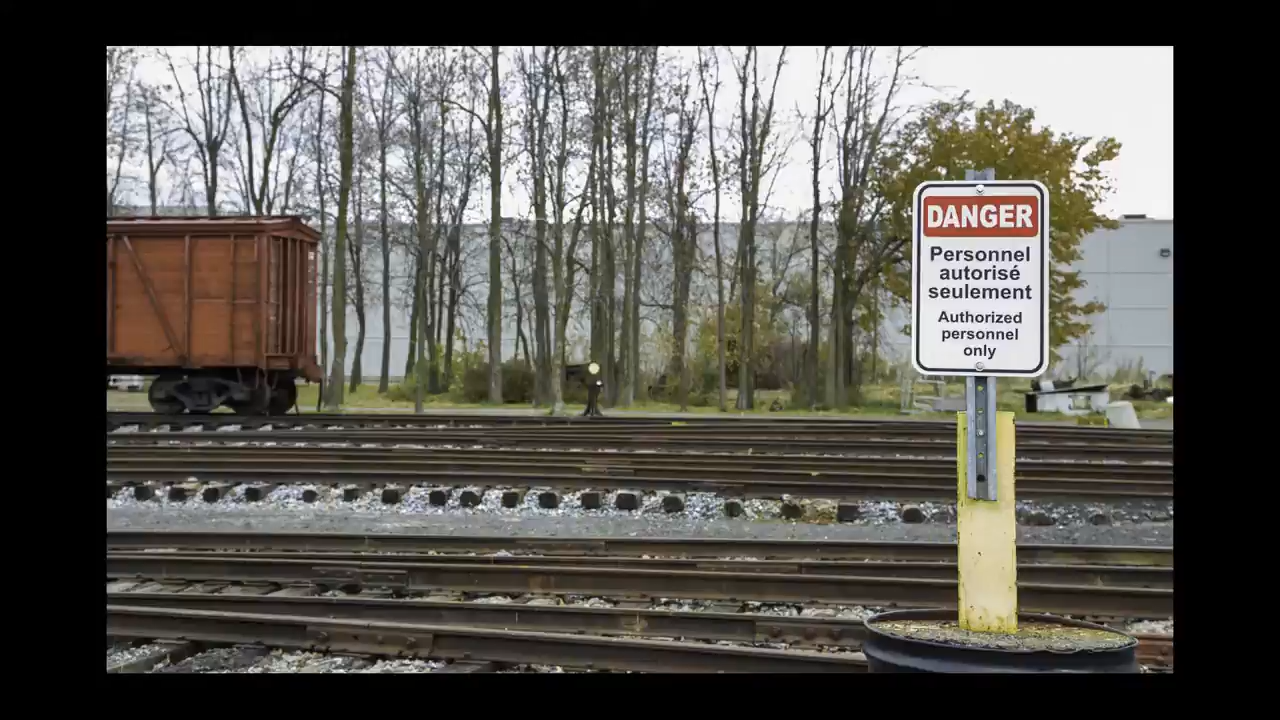 DANGER
Personnel
autorisé
seulement
Authorized
personnel
only